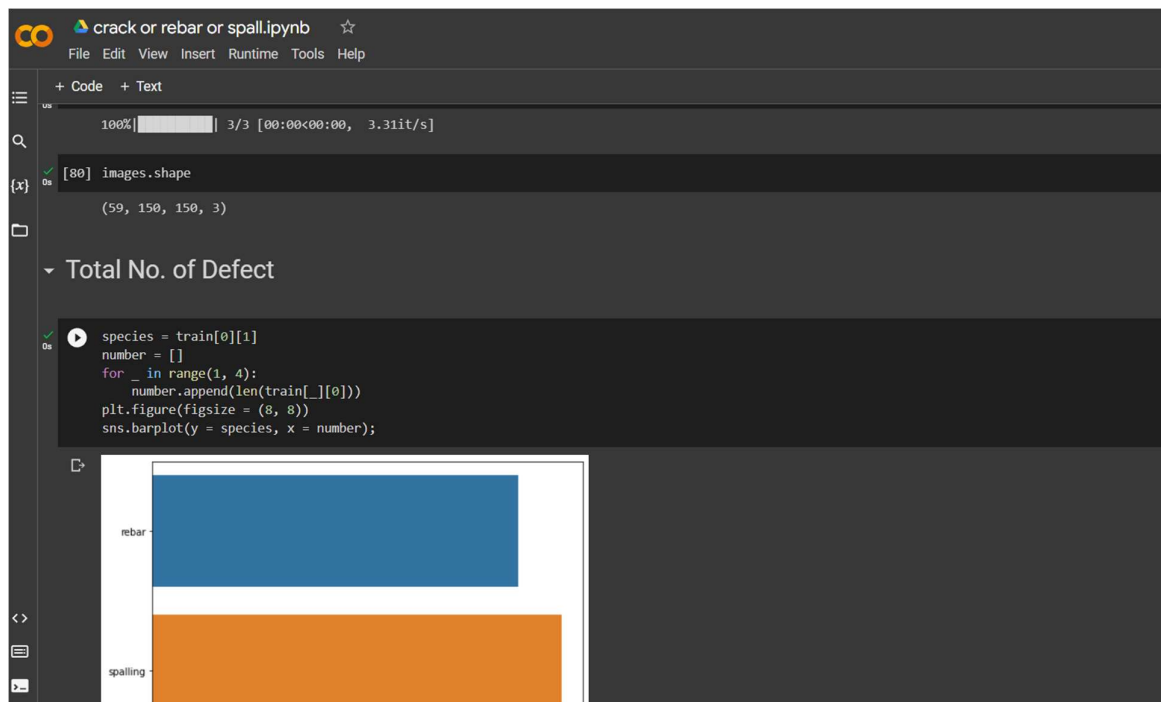 crack or rebar or spall.ipynb
File Edit View Insert Runtime Tools Help
+ Code + Text
0s
100%| | 3/3 [00:00<00:00, 3.31it/s]
[80] images.shape
0s
{x}
(59, 150, 150, 3)
Total No. of Defect
species = train[0][1]
0s
number = []
for _ in range(1, 4):
number.append(len(train[_][0]))
plt.figure(figsize = (8, 8))
sns.barplot(y = species, x = number);
rebar
spalling